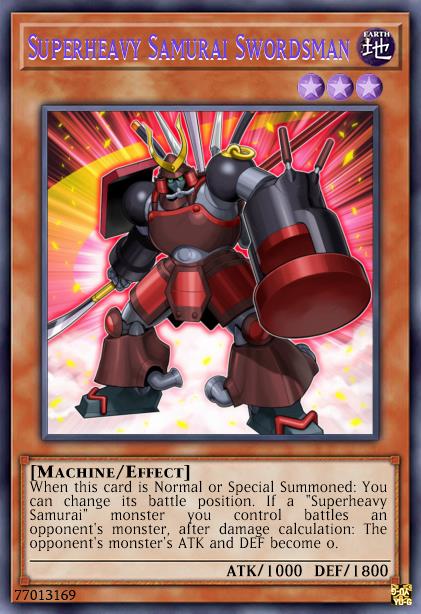 Superheavy Samurai Swordsman
EARTH
地
[Machine/Effect]
When this card is Normal or Special Summoned: You
can change its battle position. If a "Superheavy
Samurai" monster you control battles an
opponent's monster, after damage calculation: The
opponent's monster's ATK and DEF become 0.
ATK/1000 DEF/1800
77013169